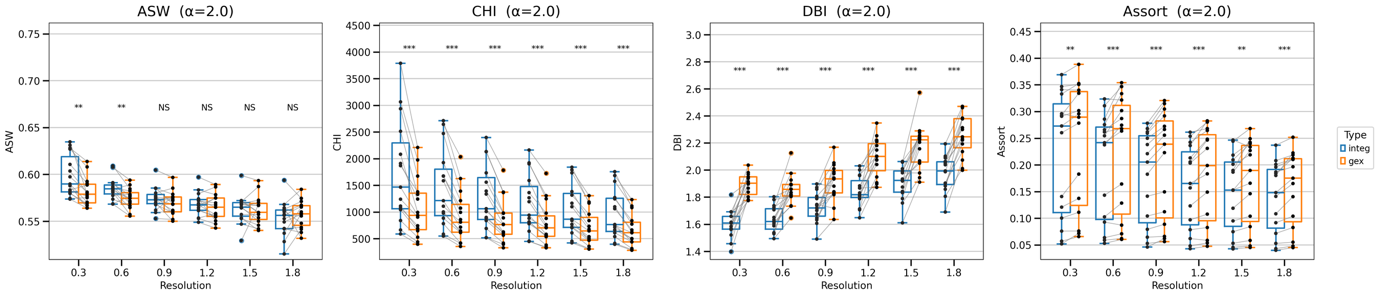 ASW (α=2.0)
ASW
0.75
0.70
0.65
0.60
0.55
** ** NS NS NS NS
0.3 0.6 0.9 1.2 1.5 1.8
Resolution
CHI (α=2.0)
CHI
4500
4000
3500
3000
2500
2000
1500
1000
500
*** *** *** *** *** ***
0.3 0.6 0.9 1.2 1.5 1.8
Resolution
DBI (α=2.0)
DBI
3.0
2.8
2.6
2.4
2.2
2.0
1.8
1.6
1.4
*** *** *** *** *** ***
0.3 0.6 0.9 1.2 1.5 1.8
Resolution
Assort (α=2.0)
Assort
0.45
0.40
0.35
0.30
0.25
0.20
0.15
0.10
0.05
** *** *** *** ** ***
0.3 0.6 0.9 1.2 1.5 1.8
Resolution
Type
integ
gex